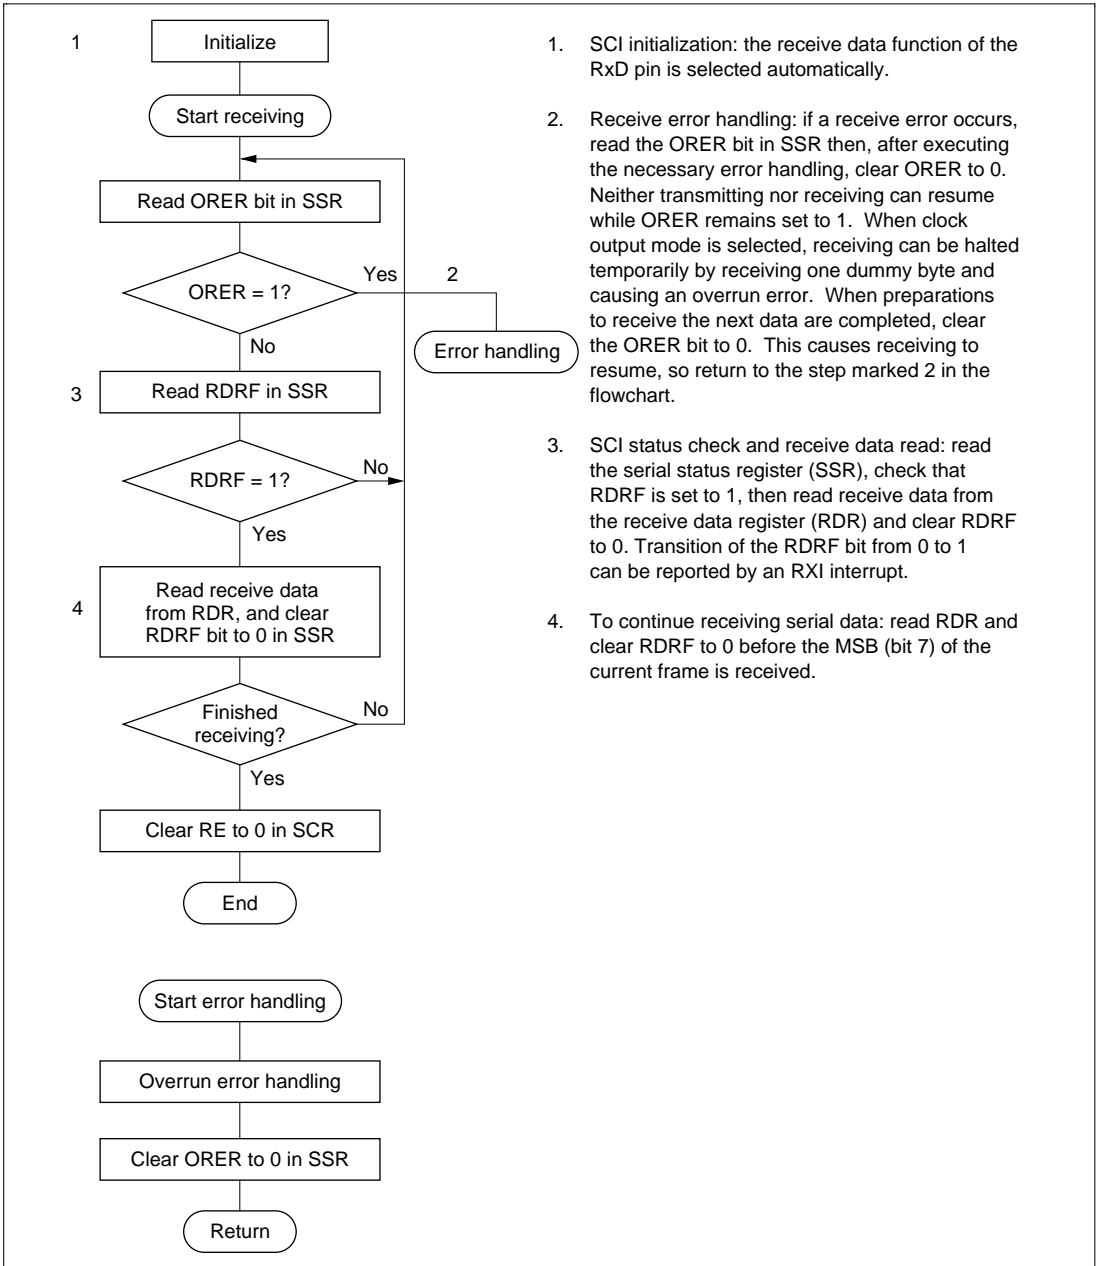 1
Initialize
Start receiving
Read ORER bit in SSR
ORER = 1?
Yes
2
Error handling
No
3
Read RDRF in SSR
RDRF = 1?
No
Yes
4
Read receive data
from RDR, and clear
RDRF bit to 0 in SSR
Finished
receiving?
No
Yes
Clear RE to 0 in SCR
End
Start error handling
Overrun error handling
Clear ORER to 0 in SSR
Return
1. SCI initialization: the receive data function of the
RxD pin is selected automatically.
2. Receive error handling: if a receive error occurs,
read the ORER bit in SSR then, after executing
the necessary error handling, clear ORER to 0.
Neither transmitting nor receiving can resume
while ORER remains set to 1. When clock
output mode is selected, receiving can be halted
temporarily by receiving one dummy byte and
causing an overrun error. When preparations
to receive the next data are completed, clear
the ORER bit to 0. This causes receiving to
resume, so return to the step marked 2 in the
flowchart.
3. SCI status check and receive data read: read
the serial status register (SSR), check that
RDRF is set to 1, then read receive data from
the receive data register (RDR) and clear RDRF
to 0. Transition of the RDRF bit from 0 to 1
can be reported by an RXI interrupt.
4. To continue receiving serial data: read RDR and
clear RDRF to 0 before the MSB (bit 7) of the
current frame is received.